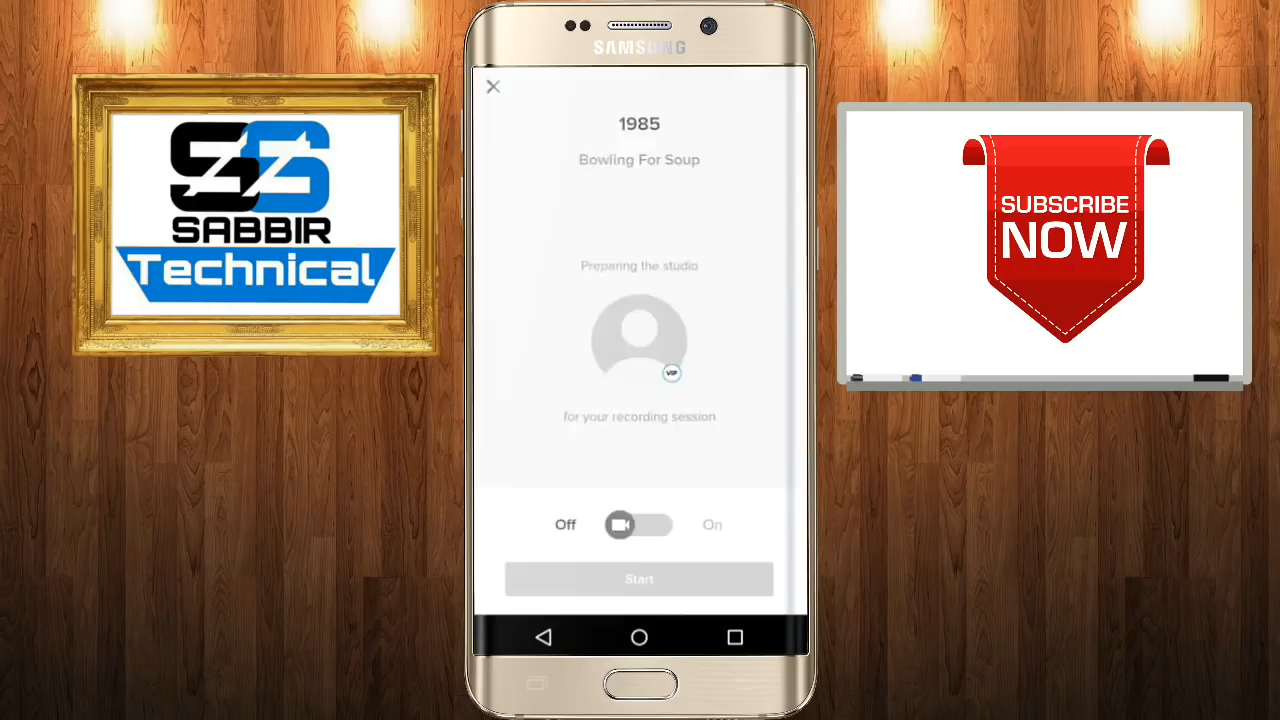 SS
SABBIR
Technical
SAMSUNG
1985
Bowling For Soup
Preparing the studio
VIP
for your recording session
Off
On
Start
SUBSCRIBE
NOW